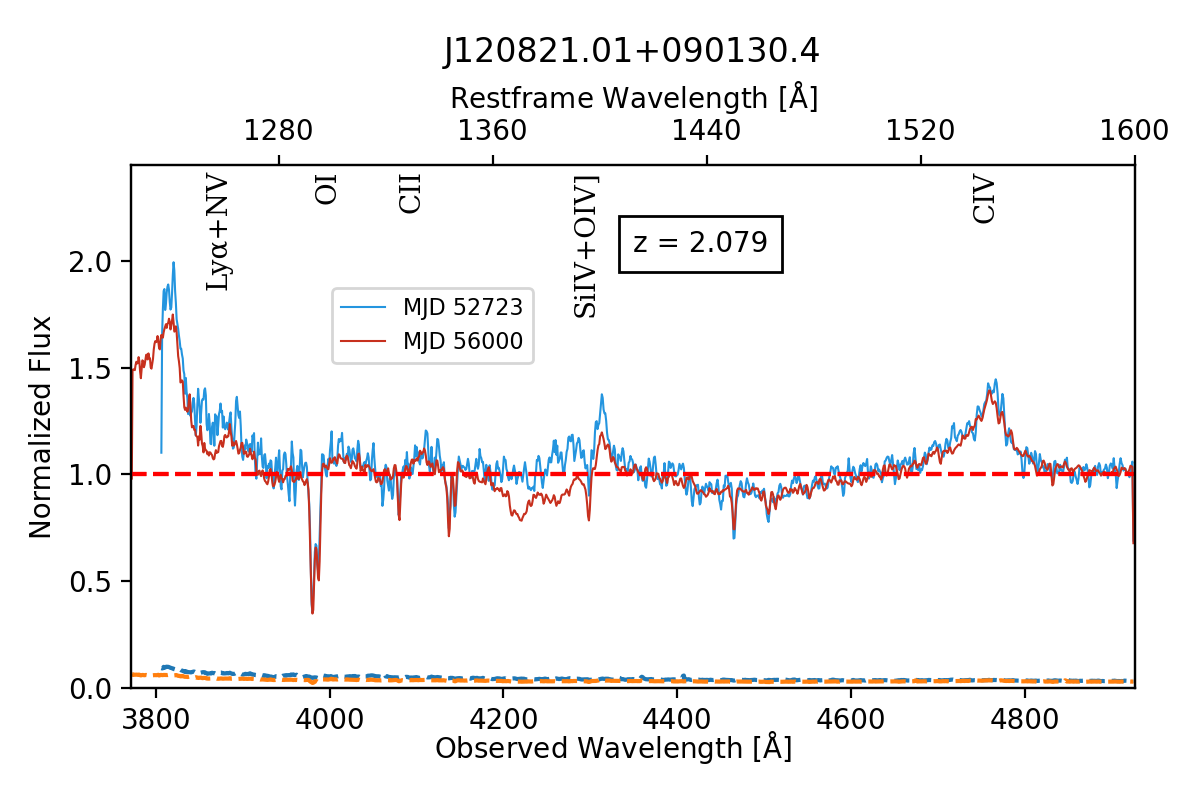 J120821.01+090130.4
Restframe Wavelength [Å]
1280 1360 1440 1520 1600
Lyα+NV
OI
CII
SiIV+OIV]
CIV
z = 2.079
MJD 52723
MJD 56000
Normalized Flux
2.0
1.5
1.0
0.5
0.0
3800 4000 4200 4400 4600 4800
Observed Wavelength [Å]